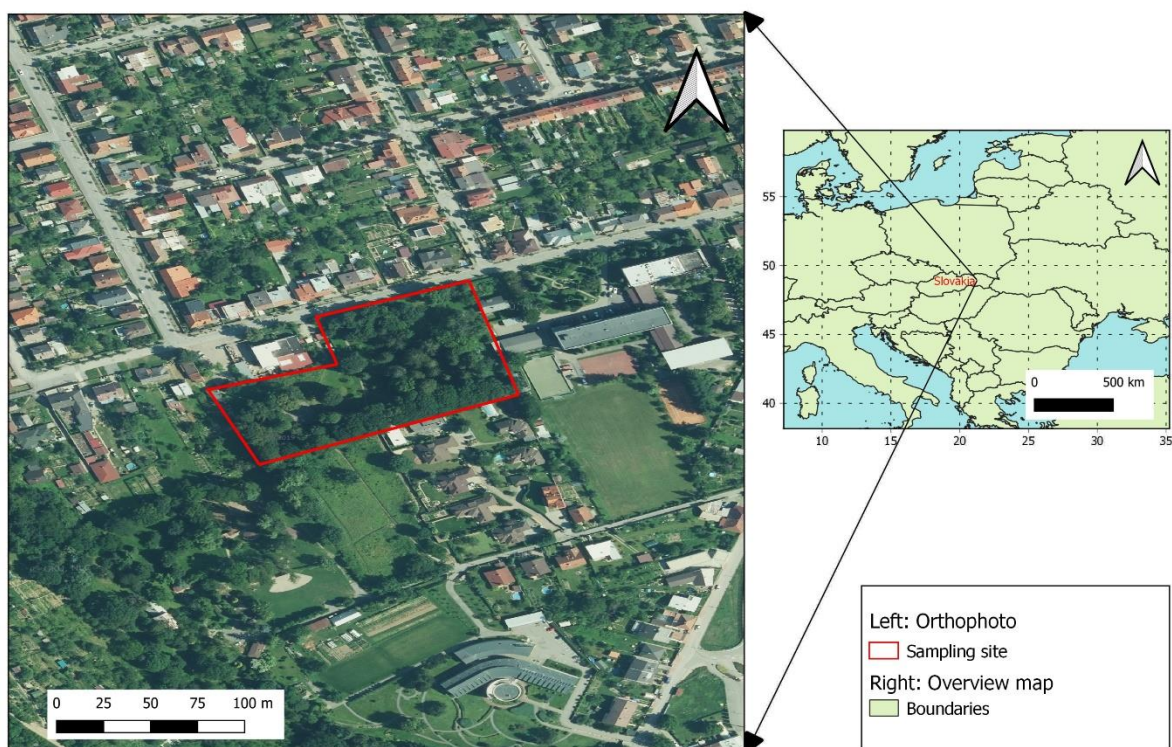 0 25 50 75 100 m
55
50
45
40
10 15 20 25 30 35
Slovakia
0 500 km
Left: Orthophoto
Sampling site
Right: Overview map
Boundaries